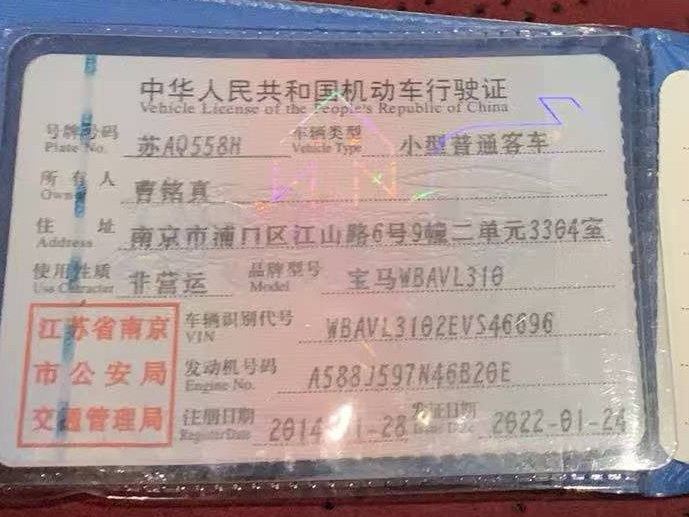 中华人民共和国机动车行驶证
Vehicle License of the People's Republic of China
号牌号码 Plate No. 苏AQ558H 车辆类型 Vehicle Type 小型普通客车
所有人 Owner 曹铭真
住址 Address 南京市浦口区江山路6号9幢二单元3304室
使用性质 Use Character 非营运 品牌型号 Model 宝马WBAVL310
江苏省南京
市公安局
交通管理局
车辆识别代号 VIN WBAVL3102EVS46696
发动机号码 Engine No. A588J597N46B20E
注册日期 Register Date 发证日期 Issue Date 2022-01-24